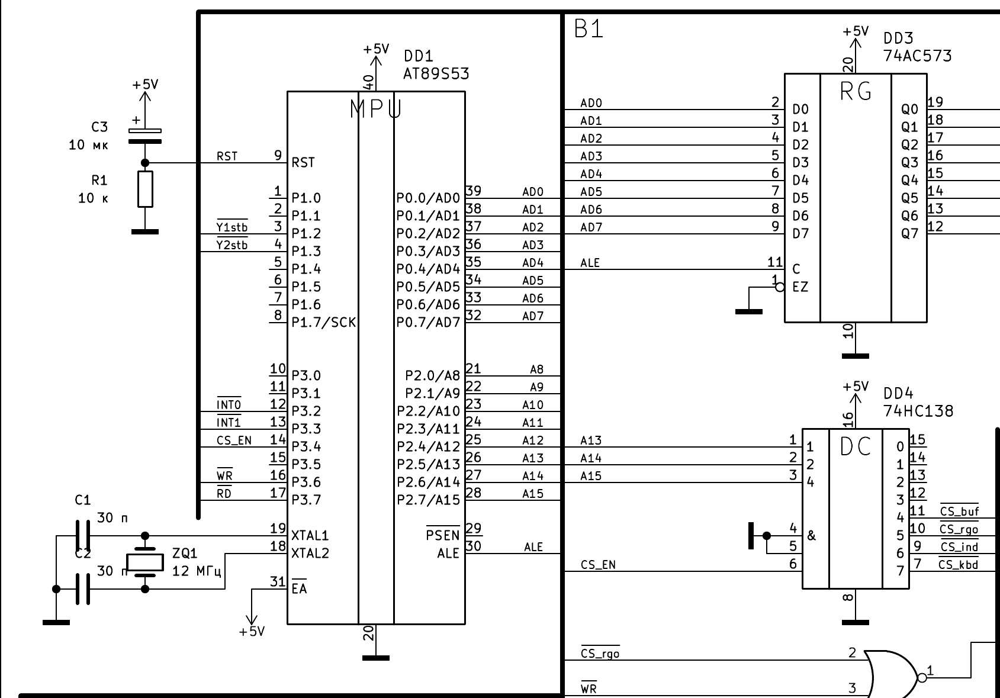 B1
+5V
C3
10 мк
R1
10 к
+5V
40
DD1
AT89S53
MPU
RST 9 RST
1 P1.0
2 P1.1
Y1stb 3 P1.2
Y2stb 4 P1.3
5 P1.4
6 P1.5
7 P1.6
8 P1.7/SCK
10 P3.0
11 P3.1
INT0 12 P3.2
INT1 13 P3.3
CS_EN 14 P3.4
15 P3.5
WR 16 P3.6
RD 17 P3.7
19 XTAL1
18 XTAL2
31 EA
+5V
20
P0.0/AD0 39 AD0
P0.1/AD1 38 AD1
P0.2/AD2 37 AD2
P0.3/AD3 36 AD3
P0.4/AD4 35 AD4
P0.5/AD5 34 AD5
P0.6/AD6 33 AD6
P0.7/AD7 32 AD7
P2.0/A8 21 A8
P2.1/A9 22 A9
P2.2/A10 23 A10
P2.3/A11 24 A11
P2.4/A12 25 A12
P2.5/A13 26 A13
P2.6/A14 27 A14
P2.7/A15 28 A15
PSEN 29
ALE 30 ALE
C1
30 п
C2
30 п
ZQ1
12 МГц
+5V
20
DD3
74AC573
RG
AD0 2 D0 Q0 19
AD1 3 D1 Q1 18
AD2 4 D2 Q2 17
AD3 5 D3 Q3 16
AD4 6 D4 Q4 15
AD5 7 D5 Q5 14
AD6 8 D6 Q6 13
AD7 9 D7 Q7 12
ALE 11 C
1 EZ
10
+5V
16
DD4
74HC138
DC
A13 1 1 0 15
A14 2 2 1 14
A15 3 4 2 13
3 12
4 11 CS_buf
4 & 5 10 CS_rgo
5 6 9 CS_ind
CS_EN 6 7 7 CS_kbd
8
CS_rgo 2
1
WR 3